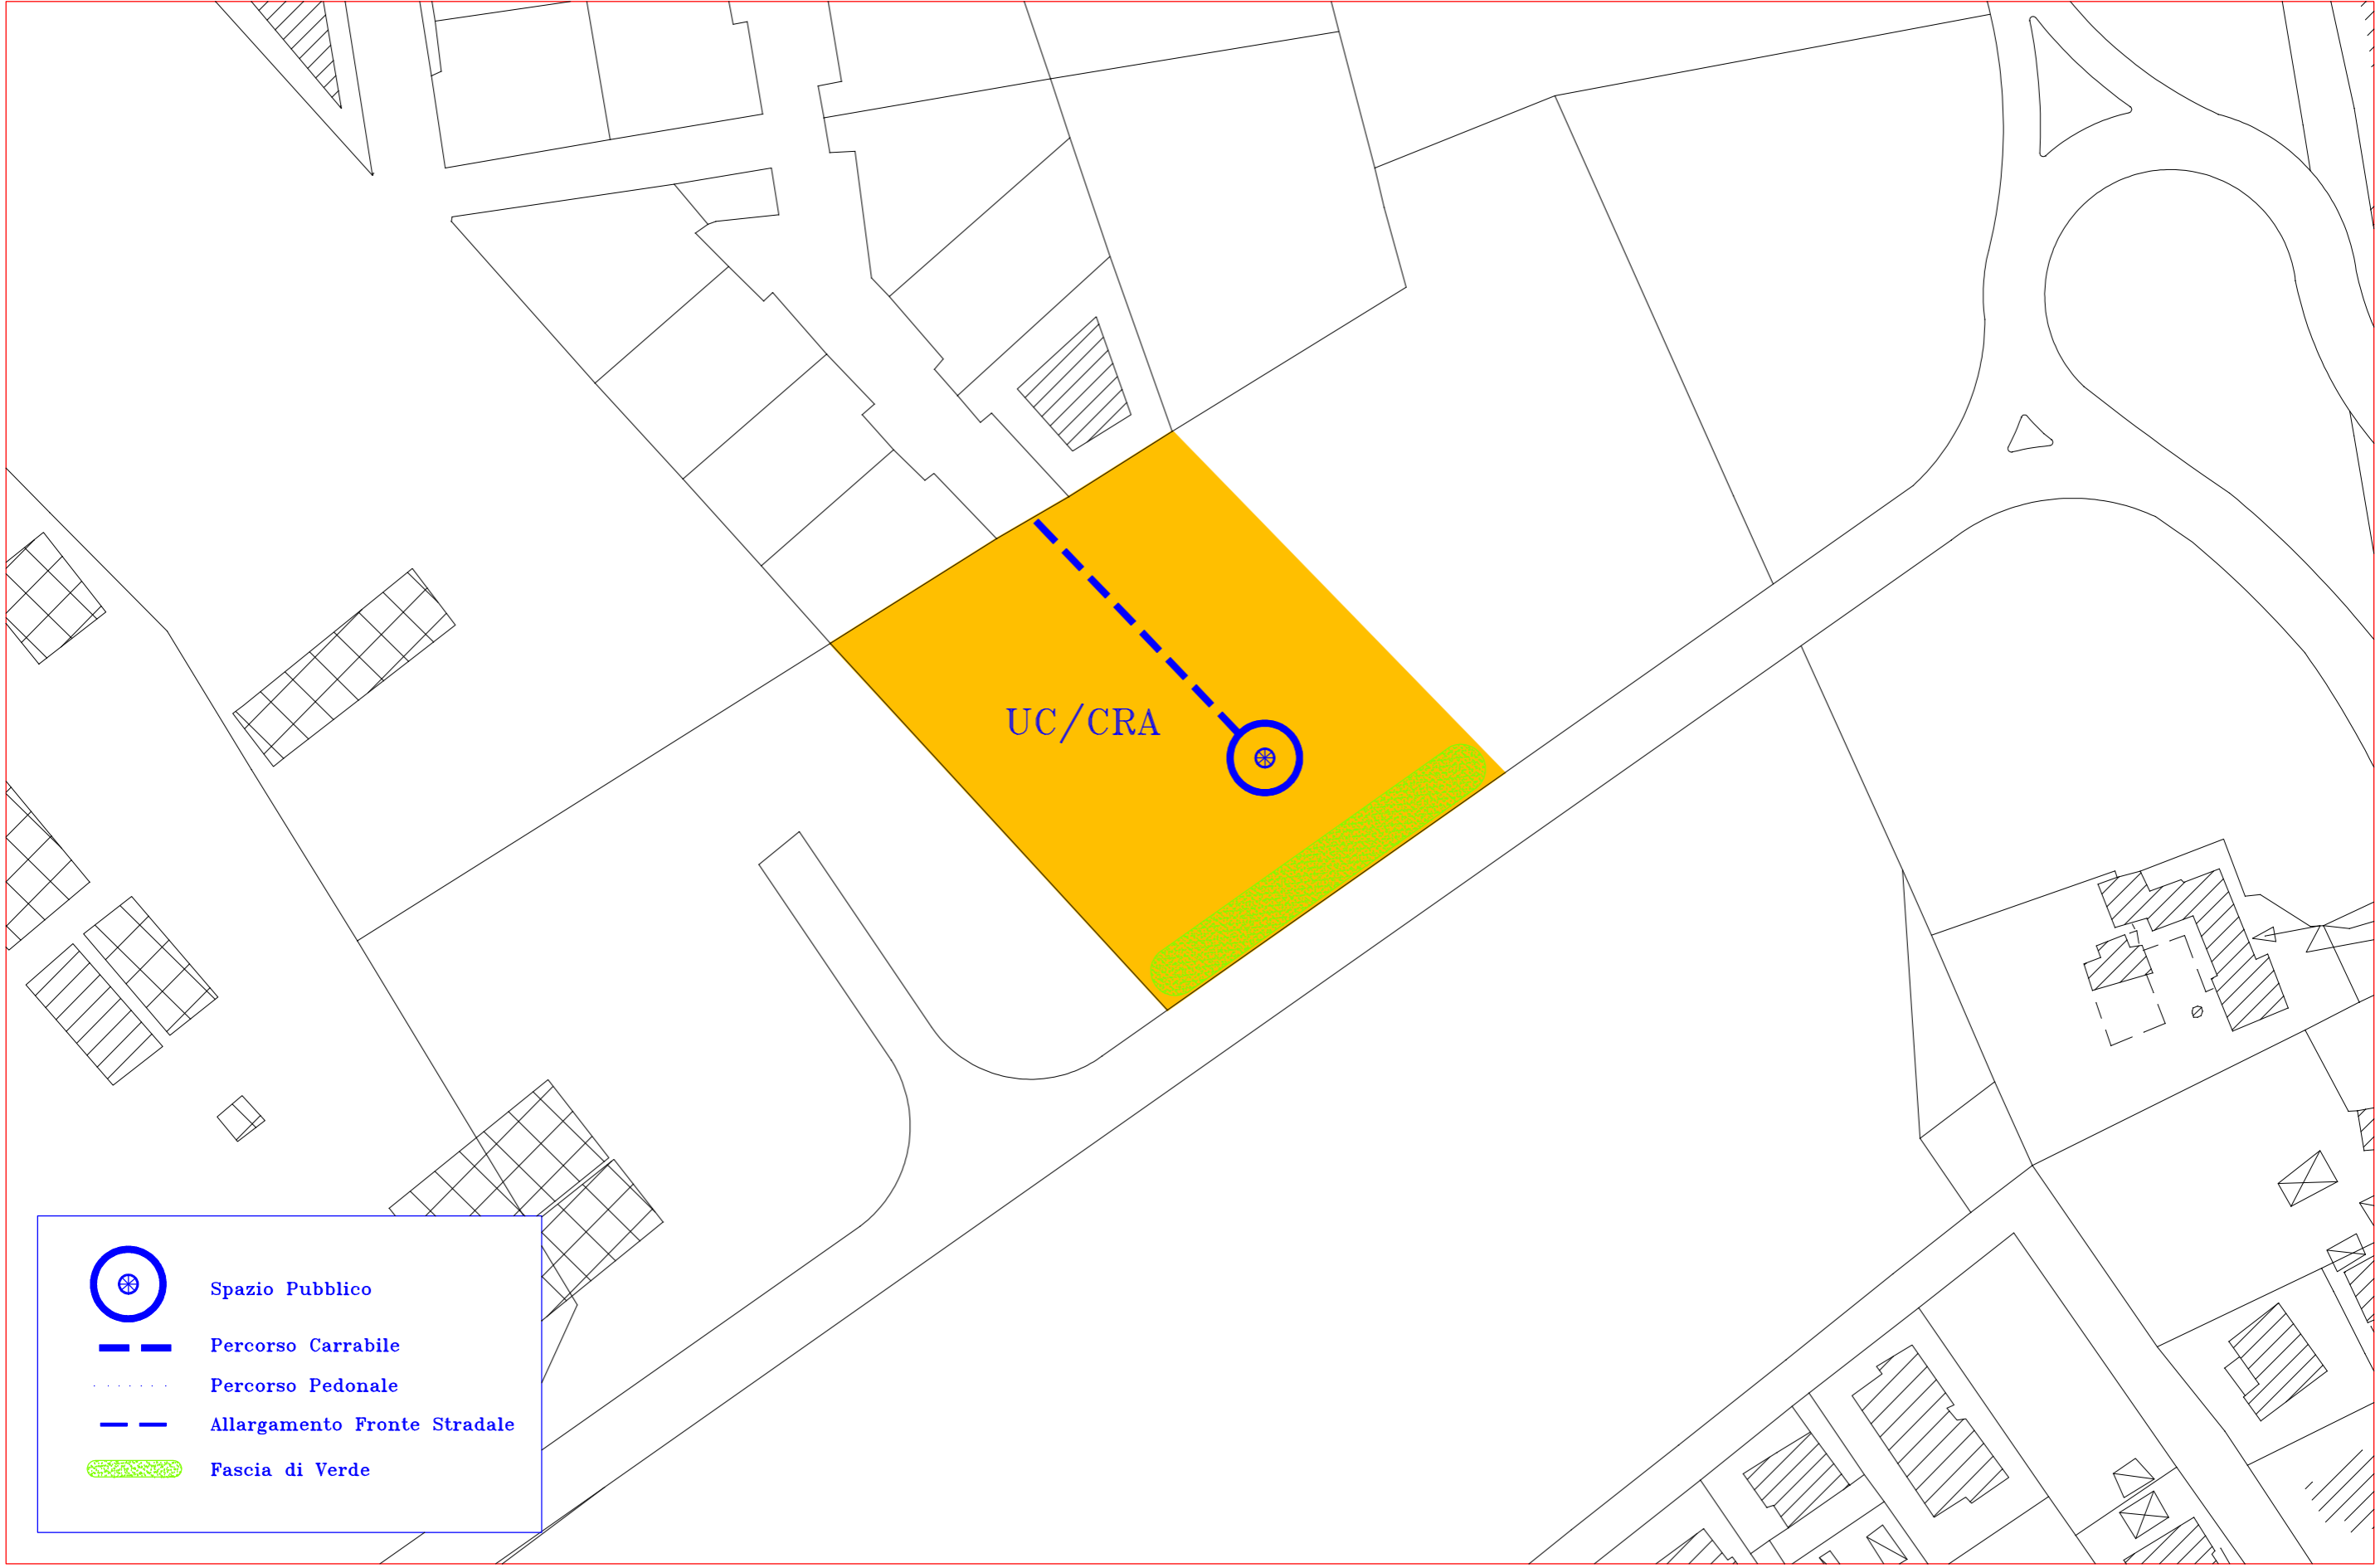 UC/CRA
Spazio Pubblico
Percorso Carrabile
Percorso Pedonale
Allargamento Fronte Stradale
Fascia di Verde